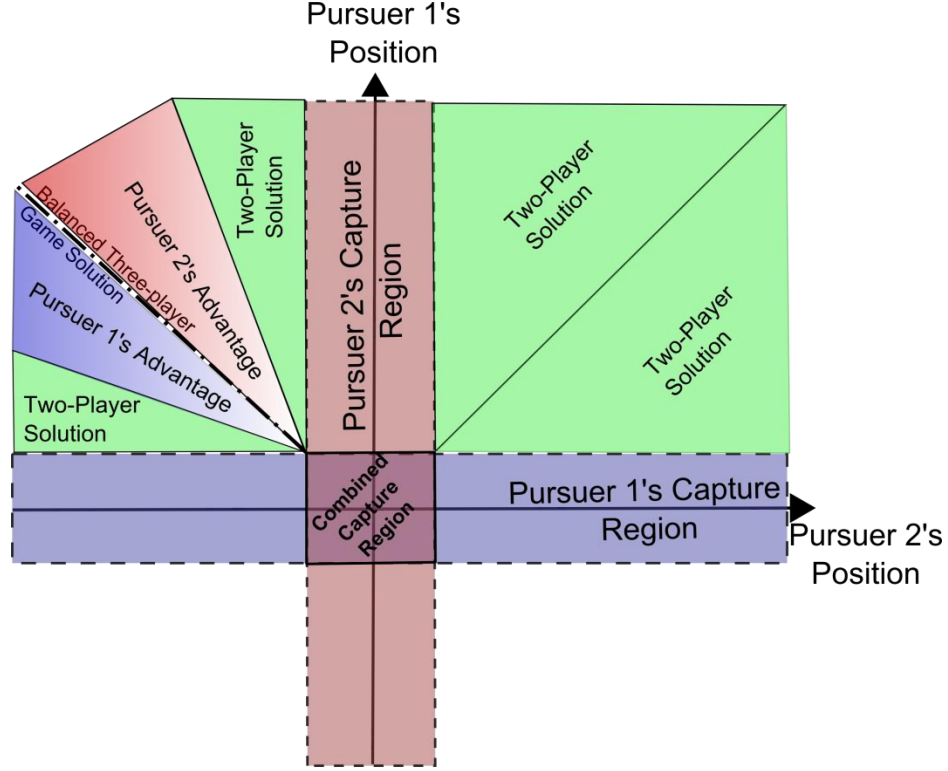 Pursuer 1's
Position
Two-Player
Solution
Pursuer 2's Capture
Region
Two-Player
Solution
Two-Player
Solution
Pursuer 2's Advantage
Balanced Three-player
Game Solution
Pursuer 1's Advantage
Two-Player
Solution
Combined
Capture
Region
Pursuer 1's Capture
Region
Pursuer 2's
Position